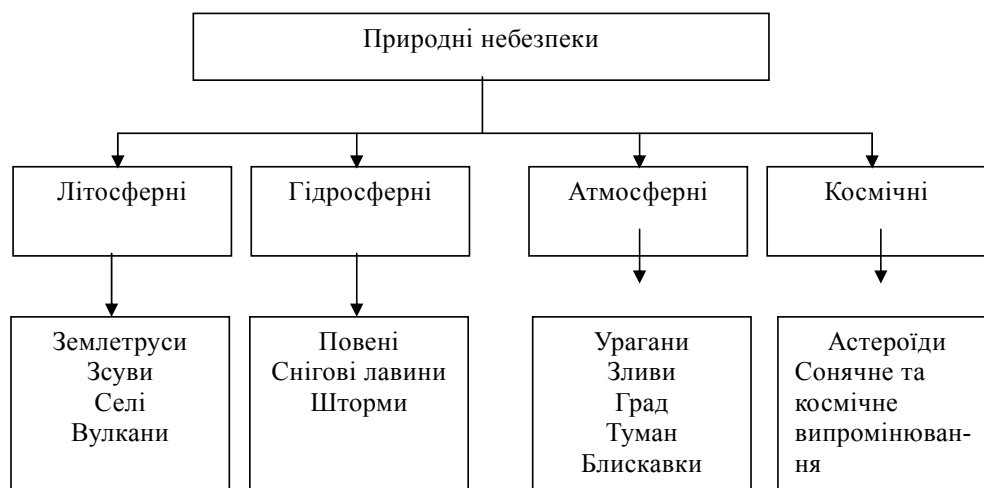 Природні небезпеки
Літосферні
Гідросферні
Атмосферні
Космічні
Землетруси
Зсуви
Селі
Вулкани
Повені
Снігові лавини
Шторми
Урагани
Зливи
Град
Туман
Блискавки
Астероїди
Сонячне та
космічне
випромінюван-
ня